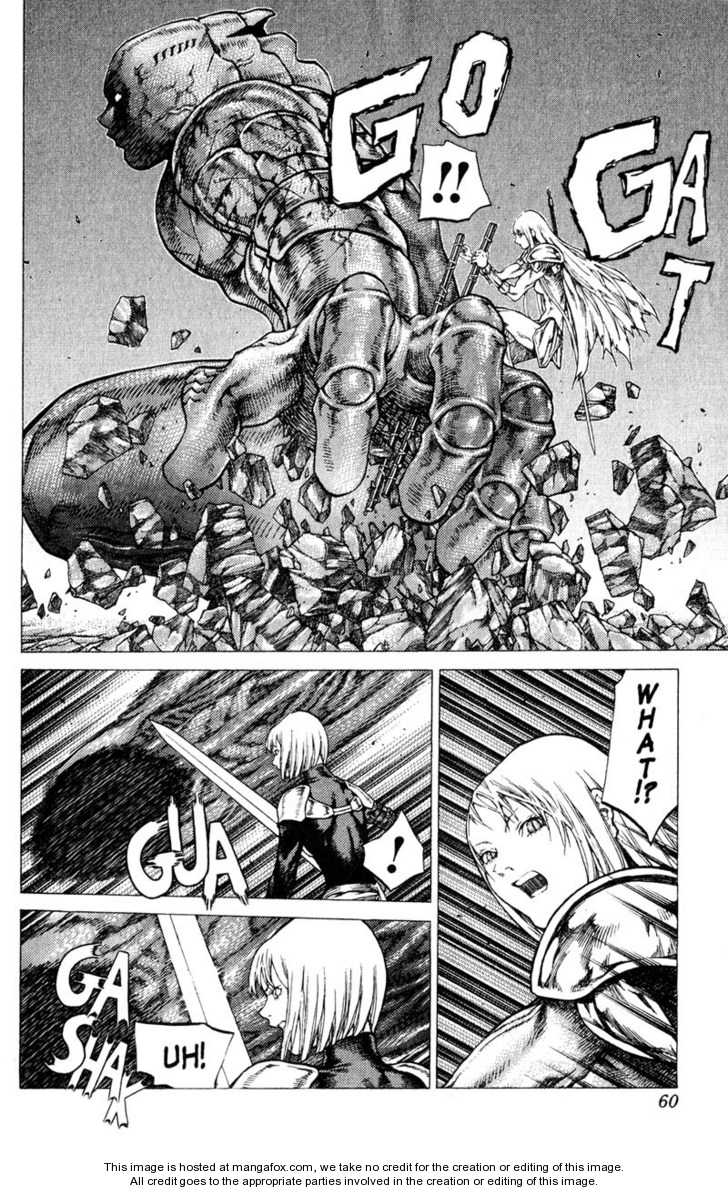 GAT
GO
!!
WHAT!?
!
GIJA
UH!
GA
SHAK
60
This image is hosted at mangafox.com, we take no credit for the creation or editing of this image.
All credit goes to the appropriate parties involved in the creation or editing of this image.